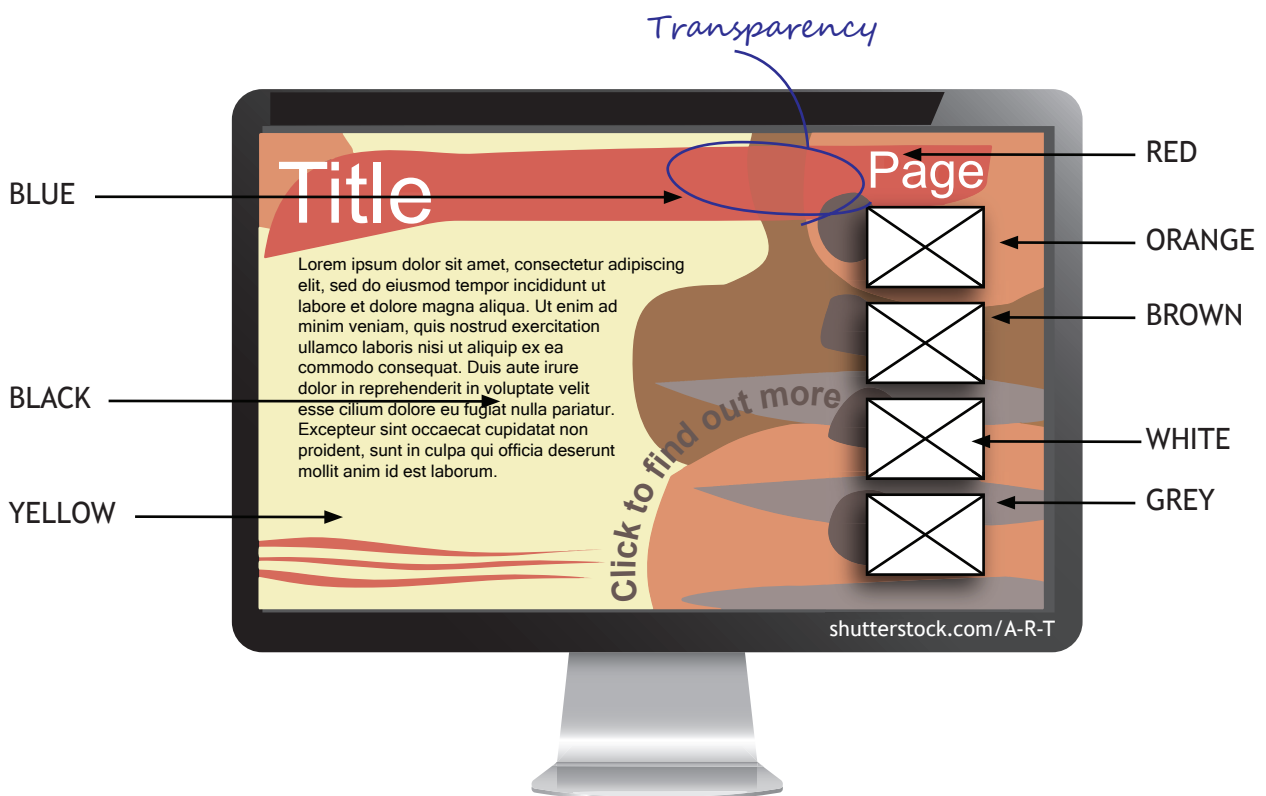 Transparency
RED
Title
Page
BLUE
ORANGE
Lorem ipsum dolor sit amet, consectetur adipiscing
elit, sed do eiusmod tempor incididunt ut
labore et dolore magna aliqua. Ut enim ad
minim veniam, quis nostrud exercitation
ullamco laboris nisi ut aliquip ex ea
commodo consequat. Duis aute irure
dolor in reprehenderit in voluptate velit
esse cilium dolore eu fugiat nulla pariatur.
Excepteur sint occaecat cupidatat non
proident, sunt in culpa qui officia deserunt
mollit anim id est laborum.
BROWN
BLACK
Click to find out more
WHITE
GREY
YELLOW
shutterstock.com/A-R-T